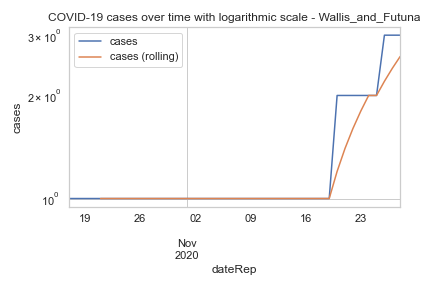 COVID-19 cases over time with logarithmic scale - Wallis_and_Futuna
3 × 10⁰
cases
cases (rolling)
2 × 10⁰
cases
10⁰
19 26 02 09 16 23
Nov
2020
dateRep